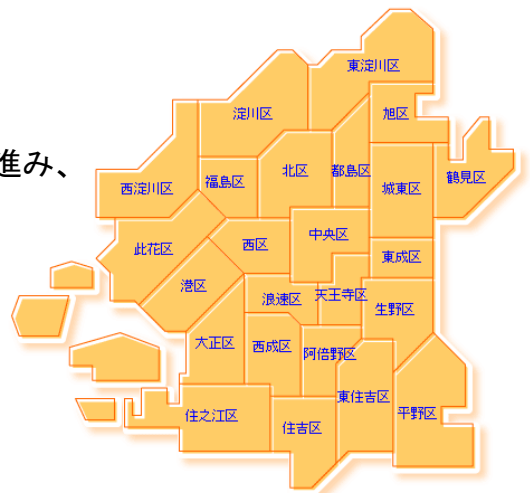 東淀川区
淀川区
旭区
進み、
西淀川区
福島区
北区
都島区
城東区
鶴見区
此花区
西区
中央区
東成区
港区
浪速区
天王寺区
生野区
大正区
西成区
阿倍野区
東住吉区
平野区
住之江区
住吉区